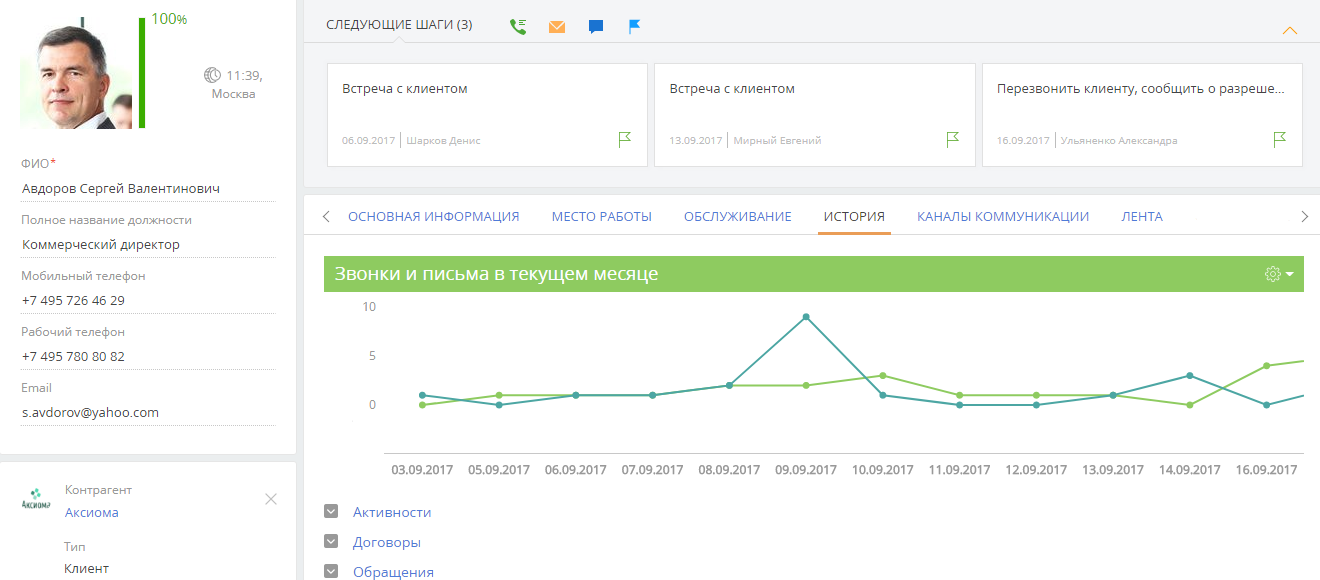 100%
11:39,
Москва
ФИО*
Авдоров Сергей Валентинович
Полное название должности
Коммерческий директор
Мобильный телефон
+7 495 726 46 29
Рабочий телефон
+7 495 780 80 82
Email
s.avdorov@yahoo.com
Аксиома
Контрагент
Аксиома
Тип
Клиент
СЛЕДУЮЩИЕ ШАГИ (3)
Встреча с клиентом
06.09.2017 Шарков Денис
Встреча с клиентом
13.09.2017 Мирный Евгений
Перезвонить клиенту, сообщить о разреше...
16.09.2017 Ульяненко Александра
ОСНОВНАЯ ИНФОРМАЦИЯ МЕСТО РАБОТЫ ОБСЛУЖИВАНИЕ ИСТОРИЯ КАНАЛЫ КОММУНИКАЦИИ ЛЕНТА
Звонки и письма в текущем месяце
10
5
0
03.09.2017 05.09.2017 06.09.2017 07.09.2017 08.09.2017 09.09.2017 10.09.2017 11.09.2017 12.09.2017 13.09.2017 14.09.2017 16.09.2017
Активности
Договоры
Обращения